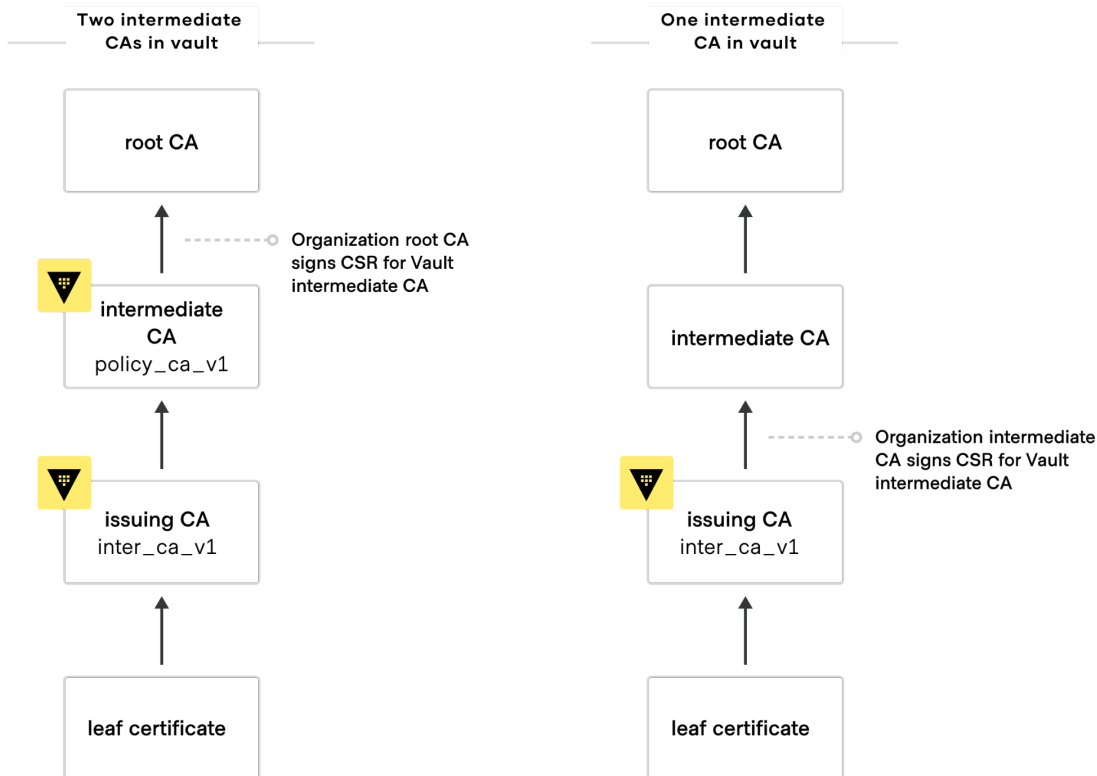 Two intermediate
CAs in vault
root CA
Organization root CA
signs CSR for Vault
intermediate CA
intermediate
CA
policy_ca_v1
issuing CA
inter_ca_v1
leaf certificate
One intermediate
CA in vault
root CA
intermediate CA
Organization intermediate
CA signs CSR for Vault
intermediate CA
issuing CA
inter_ca_v1
leaf certificate